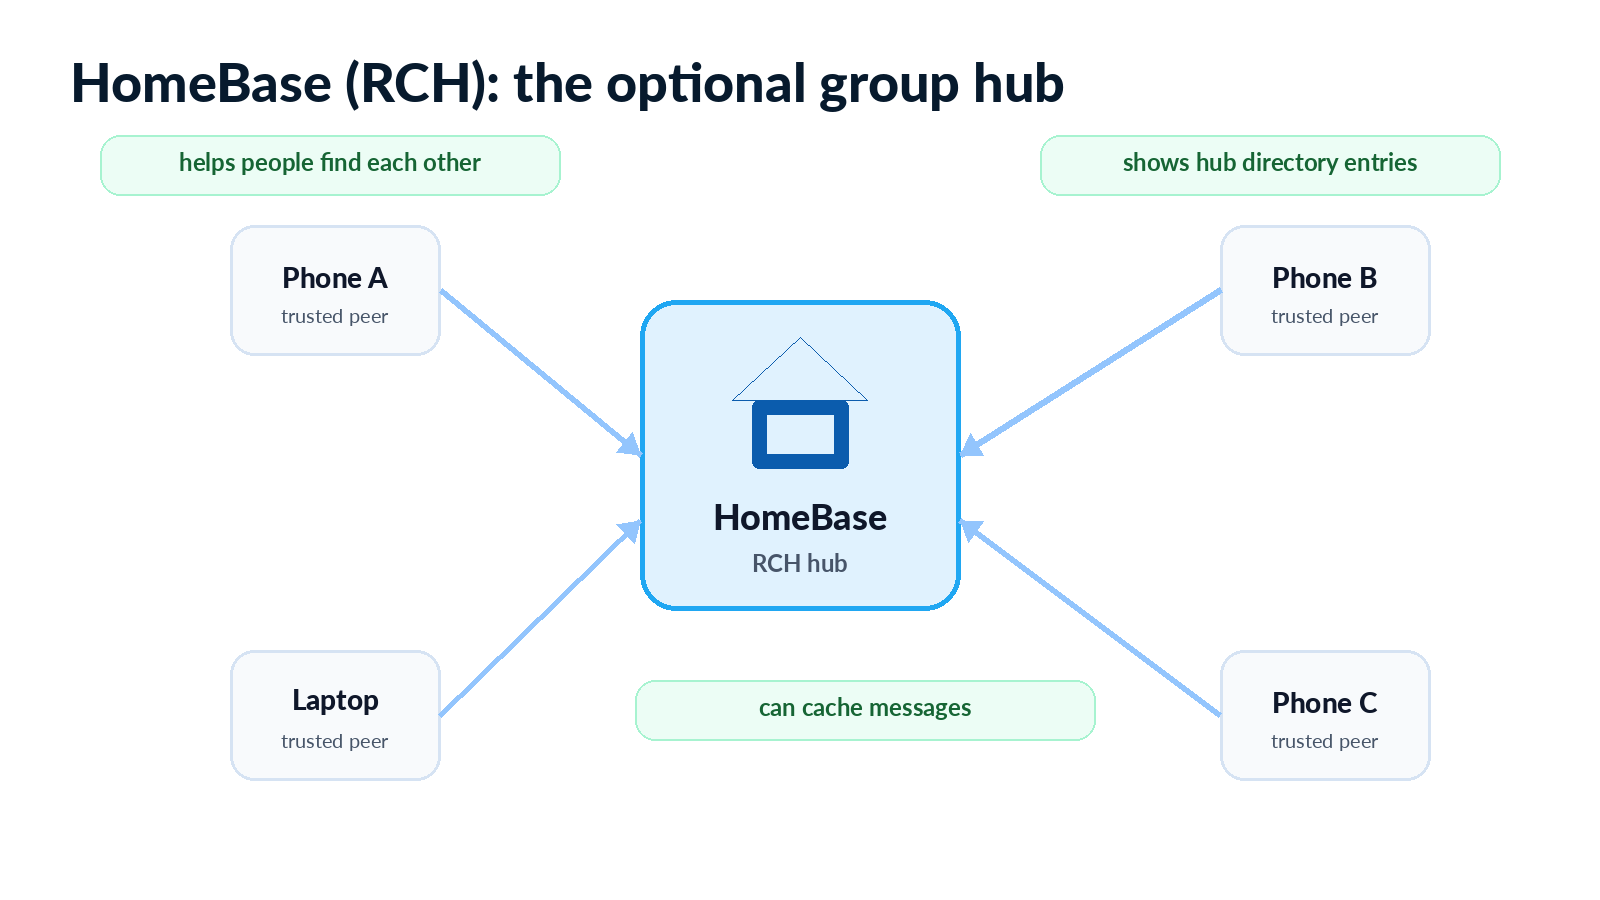 HomeBase (RCH): the optional group hub
helps people find each other
shows hub directory entries
Phone A
trusted peer
Phone B
trusted peer
HomeBase
RCH hub
Laptop
trusted peer
can cache messages
Phone C
trusted peer